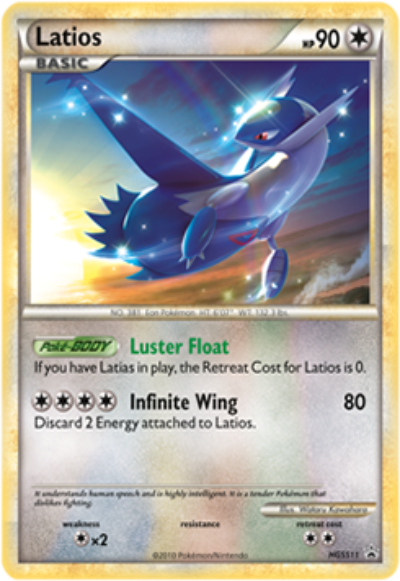 Latios HP 90
BASIC
NO. 381 Eon Pokémon HT: 6'07" WT: 132.3 lbs.
Poké-BODY Luster Float
If you have Latias in play, the Retreat Cost for Latios is 0.
Infinite Wing 80
Discard 2 Energy attached to Latios.
It understands human speech and is highly intelligent. It is a tender Pokémon that
dislikes fighting.
Illus. Wataru Kawahara
weakness resistance retreat cost
×2
©2010 Pokémon/Nintendo HGSS11